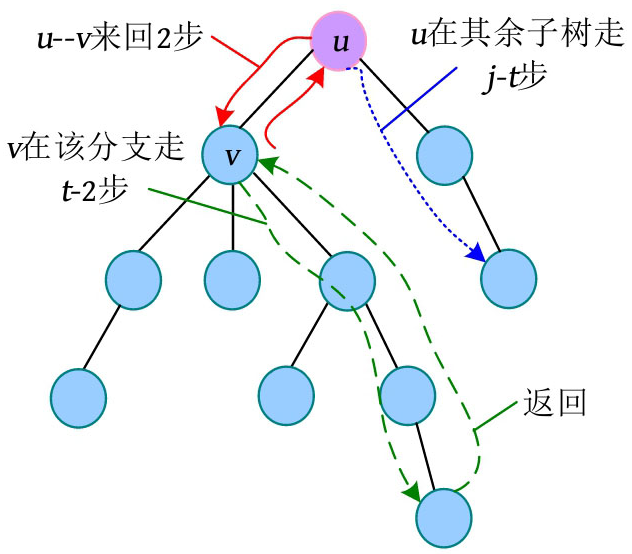 u--v来回2步
u
u在其余子树走
j-t步
v在该分支走
t-2步
v
返回